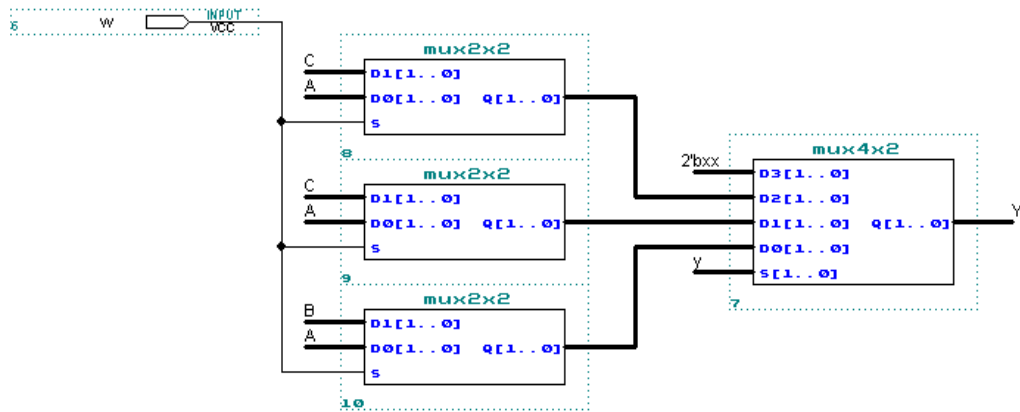 6 W INPUT
VCC
mux2x2
C D1[1..0]
A D0[1..0] Q[1..0]
S
8
mux2x2
C D1[1..0]
A D0[1..0] Q[1..0]
S
9
mux2x2
B D1[1..0]
A D0[1..0] Q[1..0]
S
10
mux4x2
2'bxx D3[1..0]
D2[1..0]
D1[1..0] Q[1..0] Y
D0[1..0]
y S[1..0]
7